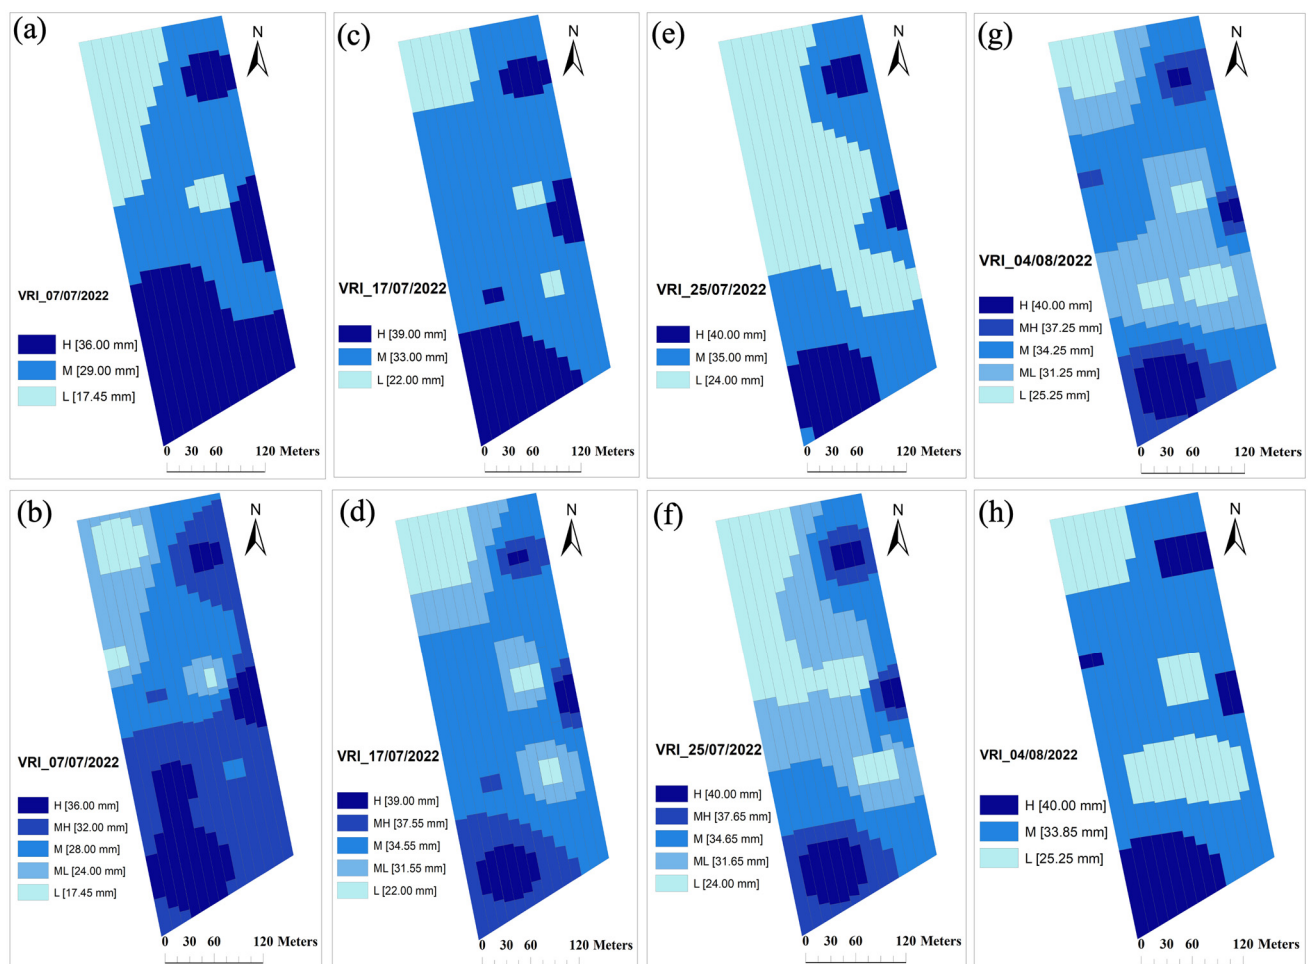 (a)
N
VRI_07/07/2022
H [36.00 mm]
M [29.00 mm]
L [17.45 mm]
0 30 60 120 Meters
(c)
N
VRI_17/07/2022
H [39.00 mm]
M [33.00 mm]
L [22.00 mm]
0 30 60 120 Meters
(e)
N
VRI_25/07/2022
H [40.00 mm]
M [35.00 mm]
L [24.00 mm]
0 30 60 120 Meters
(g)
N
VRI_04/08/2022
H [40.00 mm]
MH [37.25 mm]
M [34.25 mm]
ML [31.25 mm]
L [25.25 mm]
0 30 60 120 Meters
(b)
N
VRI_07/07/2022
H [36.00 mm]
MH [32.00 mm]
M [28.00 mm]
ML [24.00 mm]
L [17.45 mm]
0 30 60 120 Meters
(d)
N
VRI_17/07/2022
H [39.00 mm]
MH [37.55 mm]
M [34.55 mm]
ML [31.55 mm]
L [22.00 mm]
0 30 60 120 Meters
(f)
N
VRI_25/07/2022
H [40.00 mm]
MH [37.65 mm]
M [34.65 mm]
ML [31.65 mm]
L [24.00 mm]
0 30 60 120 Meters
(h)
N
VRI_04/08/2022
H [40.00 mm]
M [33.85 mm]
L [25.25 mm]
0 30 60 120 Meters